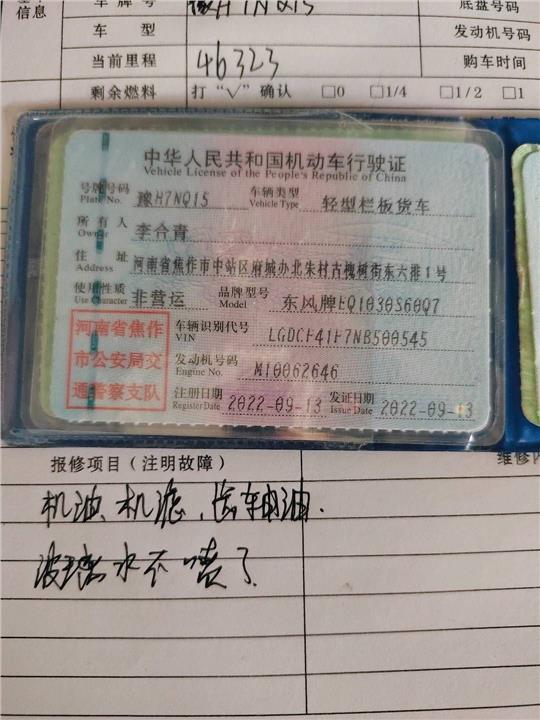 信息
车牌号 豫H7NQ15 底盘号码
车型 发动机号码
当前里程 46323 购车时间
剩余燃料 打“√”确认 □0 □1/4 □1/2 □1
中华人民共和国机动车行驶证
Vehicle License of the People's Republic of China
号牌号码 Plate No. 豫H7NQ15 车辆类型 Vehicle Type 轻型栏板货车
所有人 Owner 李合青
住址 Address 河南省焦作市中站区府城办北朱村古槐树街东六排1号
使用性质 Use Character 非营运 品牌型号 Model 东风牌EQ1030S60Q7
河南省焦作
市公安局交
通警察支队
车辆识别代号 VIN LGDCF41F7NB500545
发动机号码 Engine No. M10062646
注册日期 Register Date 2022-09-13 发证日期 Issue Date 2022-09-13
报修项目（注明故障） 维修内
机油、机滤、齿轴油.
玻璃水不喷了